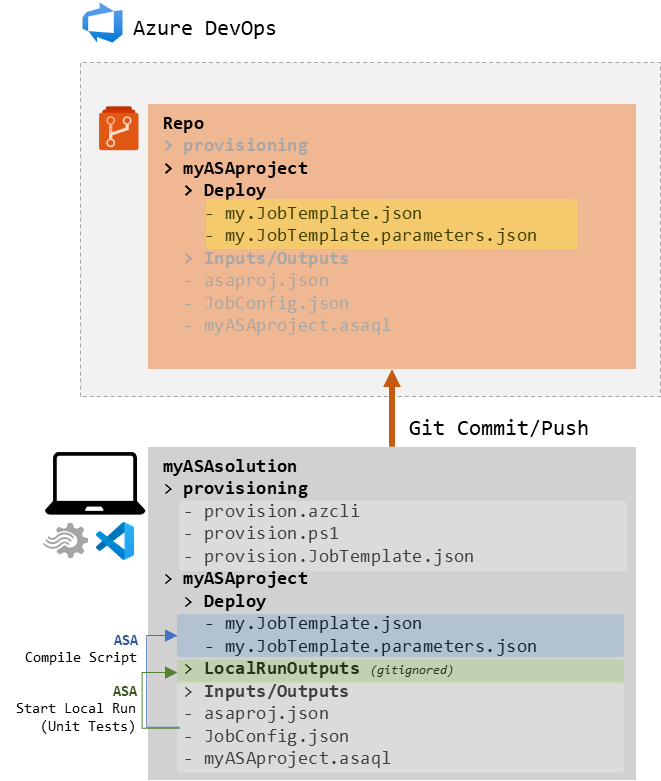 Azure DevOps
Repo
> provisioning
> myASAproject
> Deploy
- my.JobTemplate.json
- my.JobTemplate.parameters.json
> Inputs/Outputs
- asaproj.json
- JobConfig.json
- myASAproject.asaql
Git Commit/Push
myASAsolution
> provisioning
- provision.azcli
- provision.ps1
- provision.JobTemplate.json
> myASAproject
> Deploy
- my.JobTemplate.json
- my.JobTemplate.parameters.json
> LocalRunOutputs (gitignored)
> Inputs/Outputs
- asaproj.json
- JobConfig.json
- myASAproject.asaql
ASA
Compile Script
ASA
Start Local Run
(Unit Tests)